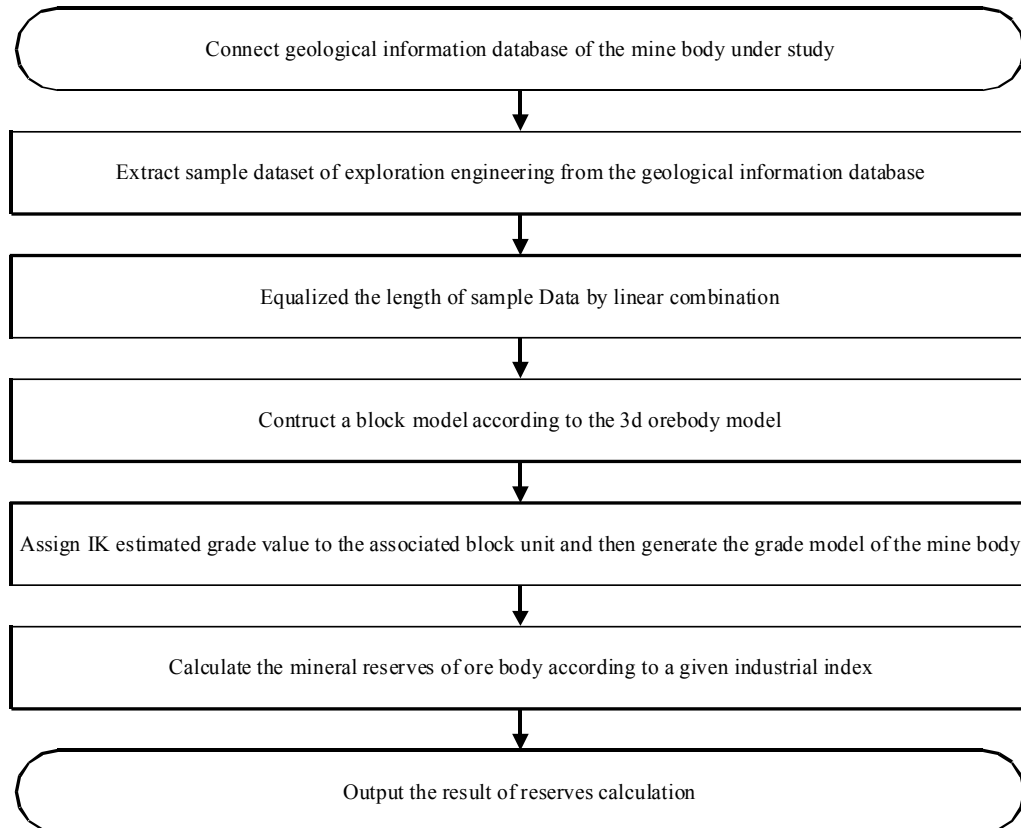 Connect geological information database of the mine body under study
Extract sample dataset of exploration engineering from the geological information database
Equalized the length of sample Data by linear combination
Contruct a block model according to the 3d orebody model
Assign IK estimated grade value to the associated block unit and then generate the grade model of the mine body
Calculate the mineral reserves of ore body according to a given industrial index
Output the result of reserves calculation